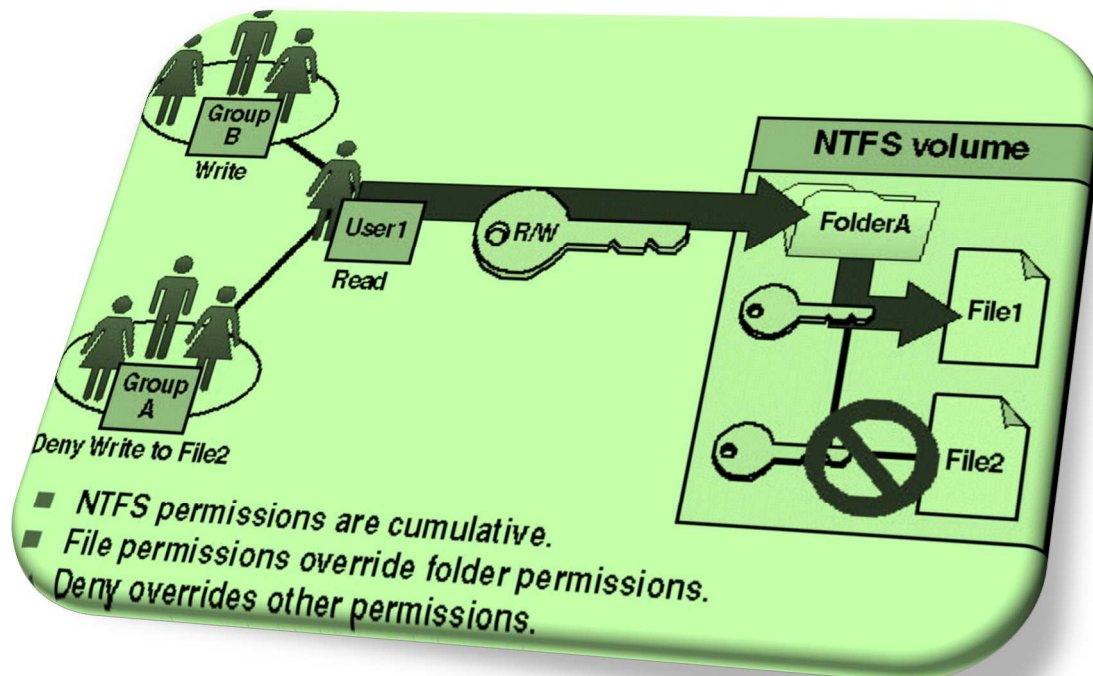 Group
B
Write
User1
Read
R/W
Group
A
Deny Write to File2
NTFS volume
FolderA
File1
File2
NTFS permissions are cumulative.
File permissions override folder permissions.
Deny overrides other permissions.